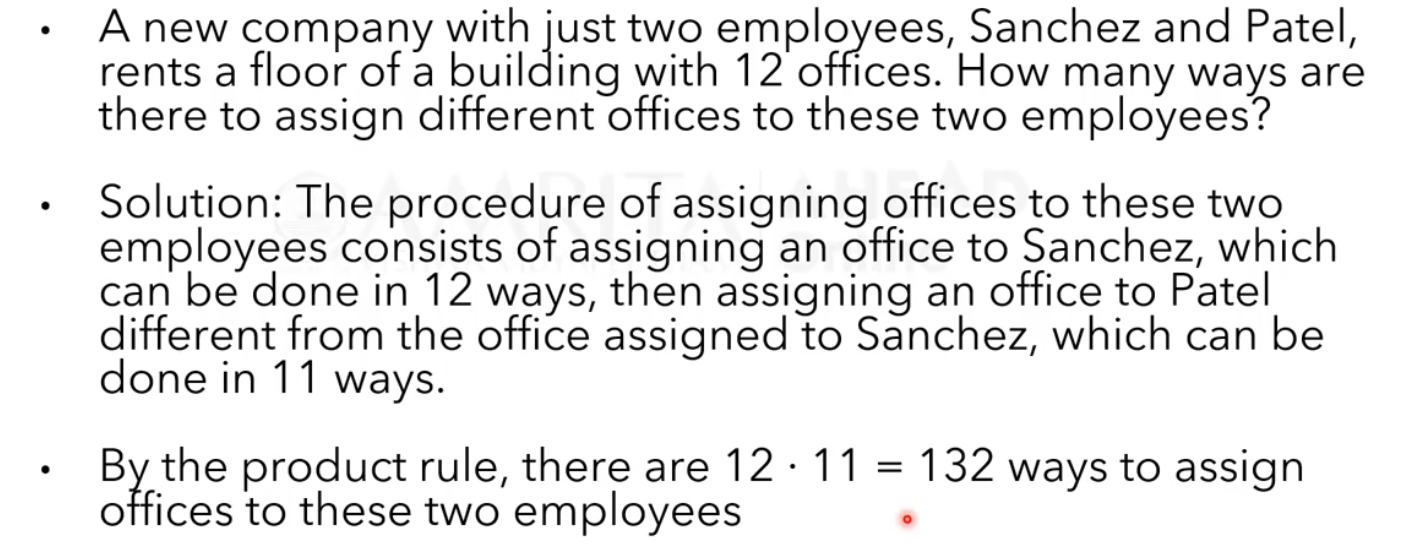 • A new company with just two employees, Sanchez and Patel,
rents a floor of a building with 12 offices. How many ways are
there to assign different offices to these two employees?
• Solution: The procedure of assigning offices to these two
employees consists of assigning an office to Sanchez, which
can be done in 12 ways, then assigning an office to Patel
different from the office assigned to Sanchez, which can be
done in 11 ways.
• By the product rule, there are 12 · 11 = 132 ways to assign
offices to these two employees
AMRITA AHEAD
Online